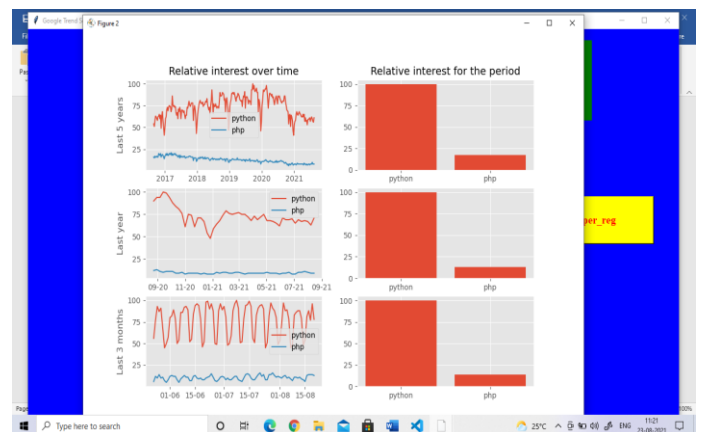 Google Trend S
Figure 2
Relative interest over time
Relative interest for the period
Last 5 years
100
75
50
25
python
php
2017 2018 2019 2020 2021
100
75
50
25
0
python php
Last year
100
75
50
25
python
php
09-20 11-20 01-21 03-21 05-21 07-21 09-21
100
75
50
25
0
python php
Last 3 months
100
75
50
25
python
php
01-06 15-06 01-07 15-07 01-08 15-08
100
75
50
25
0
python php
per_reg
Type here to search
25°C
ENG
11:21